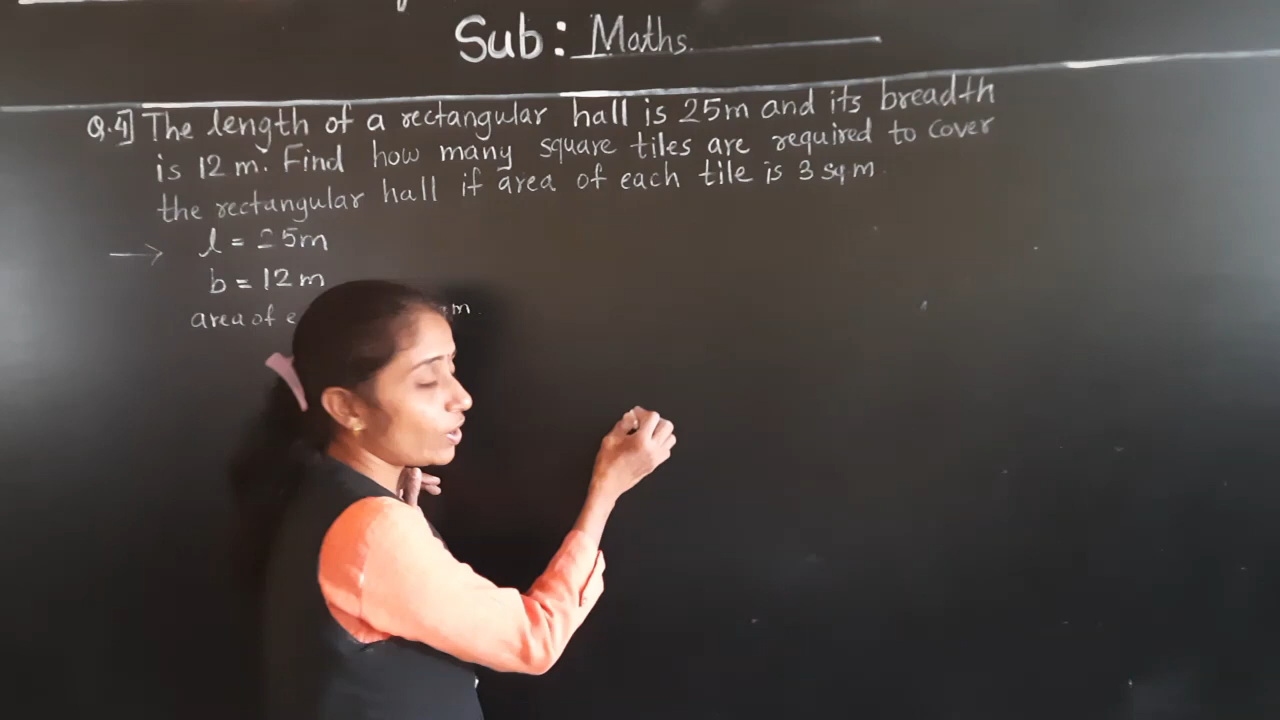 Sub: Maths.
Q.4] The length of a rectangular hall is 25m and its breadth
is 12 m. Find how many square tiles are required to cover
the rectangular hall if area of each tile is 3 sq m.
l = 25m
b = 12 m
area of
m.